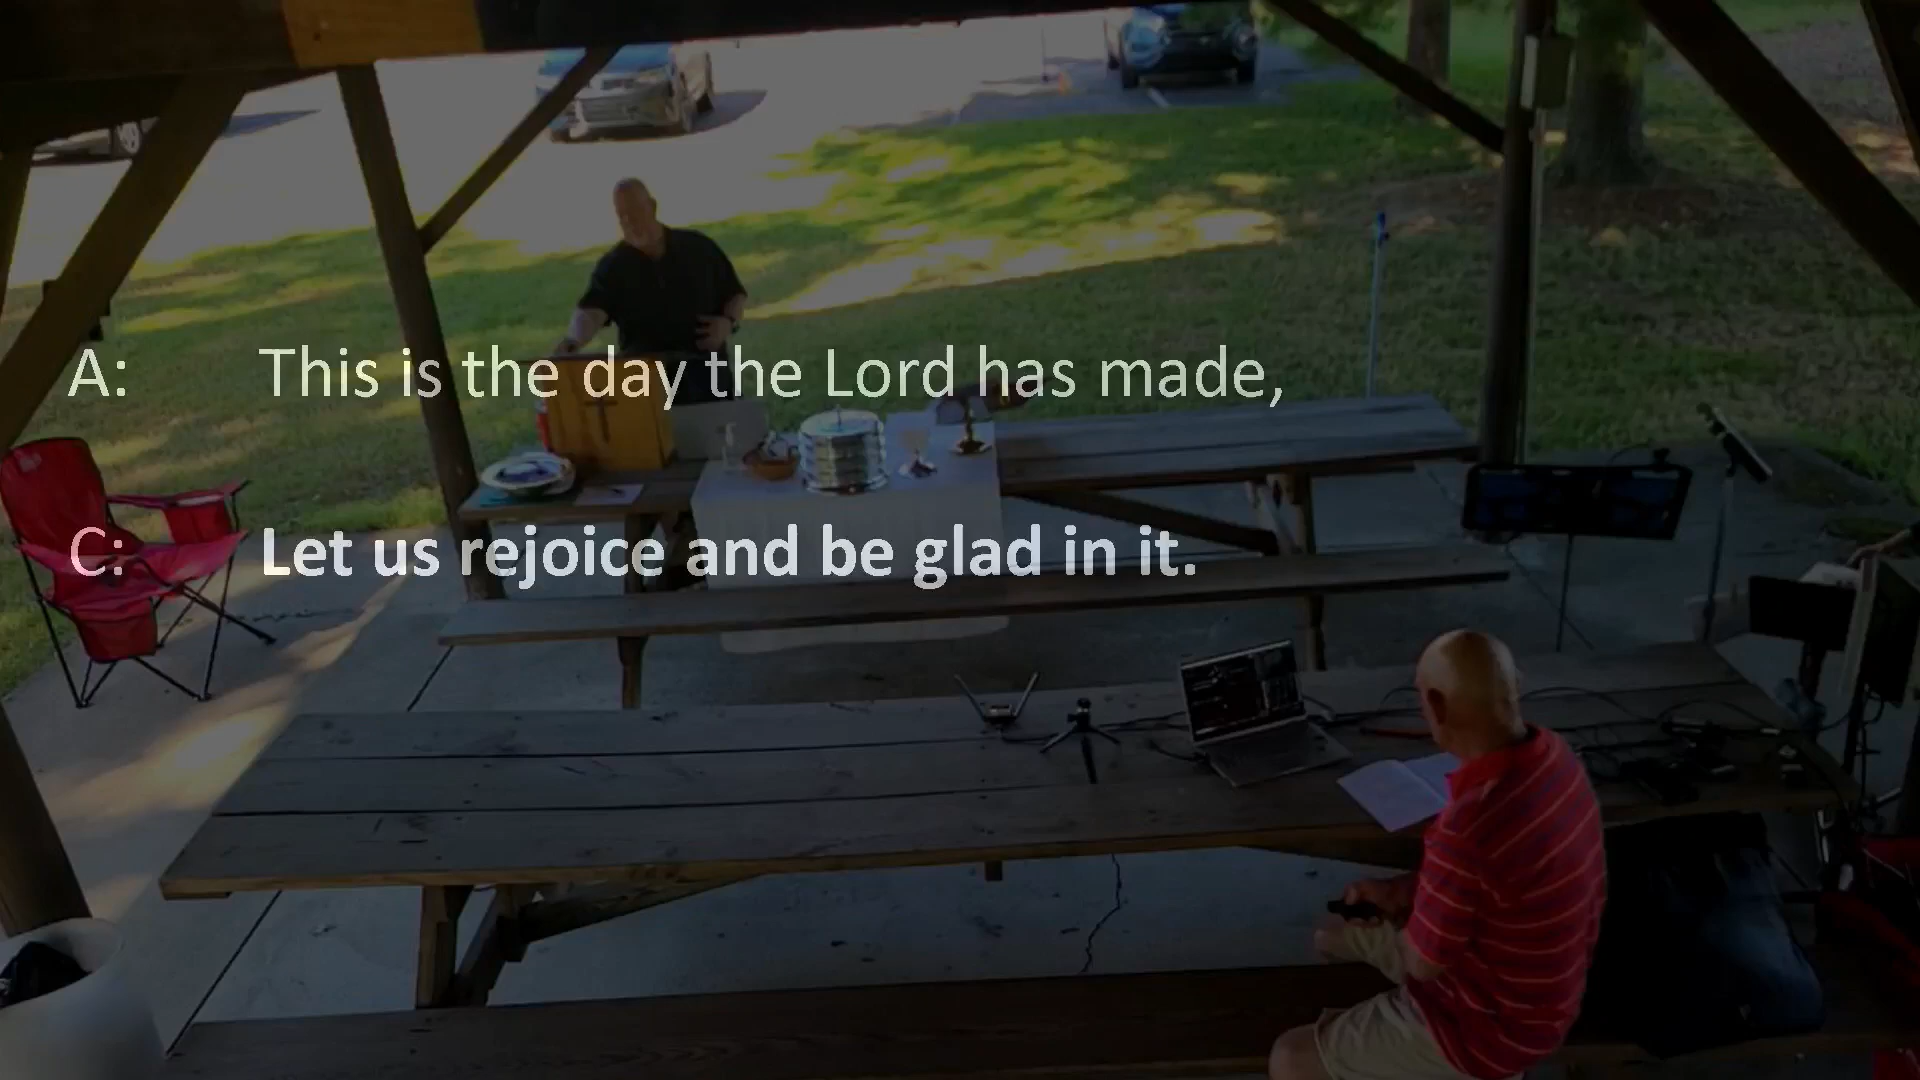 A: This is the day the Lord has made,
C: Let us rejoice and be glad in it.